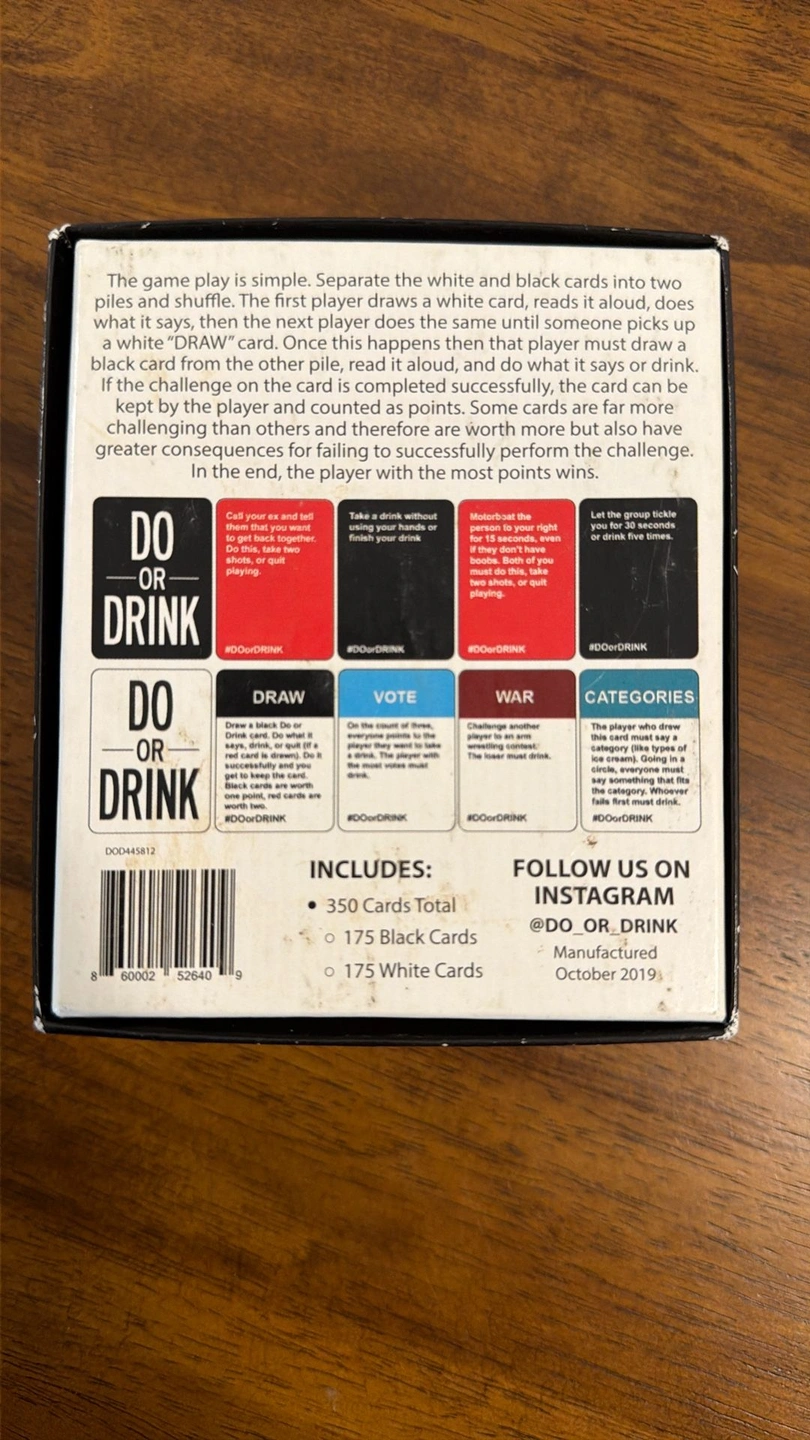 The game play is simple. Separate the white and black cards into two
piles and shuffle. The first player draws a white card, reads it aloud, does
what it says, then the next player does the same until someone picks up
a white "DRAW" card. Once this happens then that player must draw a
black card from the other pile, read it aloud, and do what it says or drink.
If the challenge on the card is completed successfully, the card can be
kept by the player and counted as points. Some cards are far more
challenging than others and therefore are worth more but also have
greater consequences for failing to successfully perform the challenge.
In the end, the player with the most points wins.
DO
OR
DRINK
Call your ex and tell
them that you want
to get back together.
Do this, take two
shots, or quit
playing.
#DOorDRINK
Take a drink without
using your hands or
finish your drink
#DOorDRINK
Motorboat the
person to your right
for 15 seconds, even
if they don't have
boobs. Both of you
must do this, take
two shots, or quit
playing.
#DOorDRINK
Let the group tickle
you for 30 seconds
or drink five times.
#DOorDRINK
DO
OR
DRINK
DRAW
Draw a black Do or
Drink card. Do what it
says, drink, or quit (if a
red card is drawn). Do it
successfully and you
get to keep the card.
Black cards are worth
one point, red cards are
worth two.
#DOorDRINK
VOTE
On the count of three,
everyone points to the
player they want to take
a drink. The player with
the most votes must
drink.
#DOorDRINK
WAR
Challenge another
player to an arm
wrestling contest.
The loser must drink.
#DOorDRINK
CATEGORIES
The player who drew
this card must say a
category (like types of
ice cream). Going in a
circle, everyone must
say something that fits
the category. Whoever
fails first must drink.
#DOorDRINK
DOD445812
8 60002 52640 9
INCLUDES:
• 350 Cards Total
○ 175 Black Cards
○ 175 White Cards
FOLLOW US ON
INSTAGRAM
@DO_OR_DRINK
Manufactured
October 2019